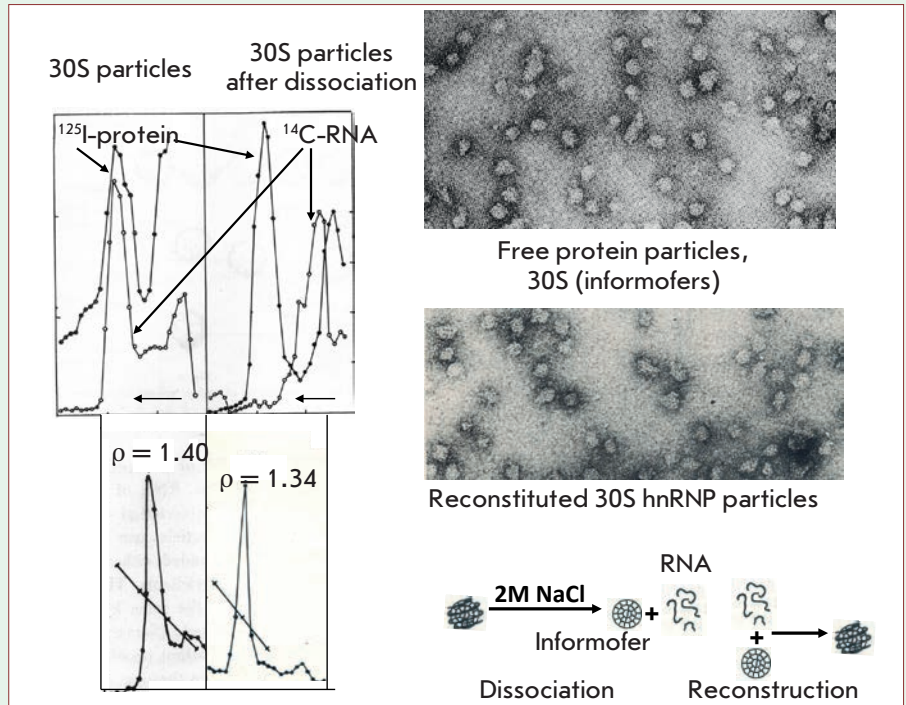 30S particles
30S particles
after dissociation
¹²⁵I-protein
¹⁴C-RNA
ρ = 1.40
ρ = 1.34
Free protein particles,
30S (informofers)
Reconstituted 30S hnRNP particles
RNA
2M NaCl
+
Informofer
+
Dissociation
Reconstruction